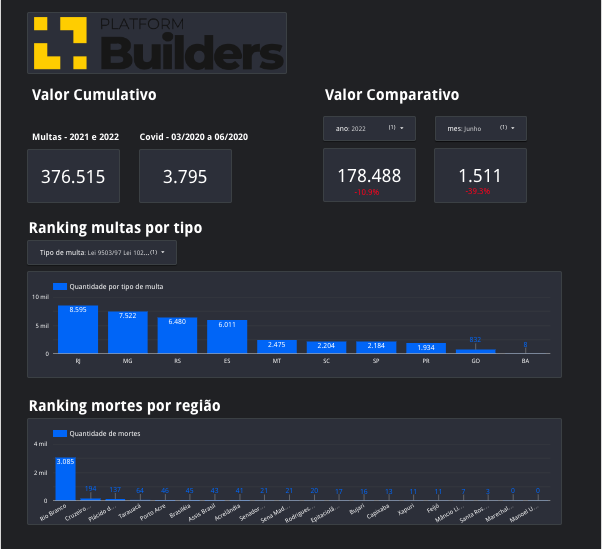 PLATFORM
Builders
Valor Cumulativo
Valor Comparativo
Multas - 2021 e 2022
Covid - 03/2020 a 06/2020
ano: 2022 (1)
mes: Junho (1)
376.515
3.795
178.488
-10.9%
1.511
-39.3%
Ranking multas por tipo
Tipo de multa: Lei 9503/97 Lei 102... (1)
Quantidade por tipo de multa
10 mil
5 mil
0
8.595
7.522
6.480
6.011
2.475
2.204
2.184
1.934
832
RJ
MG
RS
ES
MT
SC
SP
PR
GO
BA
Ranking mortes por região
Quantidade de mortes
4 mil
2 mil
0
3.085
194
137
64
46
45
43
41
21
21
20
17
16
12
11
11
7
0
0
Rio Branco
Cruzeiro...
Plácido d...
Tarauacá
Porto Acre
Brasiléia
Assis Brasil
Acrelândia
Senador...
Sena Mad...
Rodrigues...
Epitaciolâ...
Bujari
Capixaba
Xapuri
Feijó
Mâncio Li...
Santa Ros...
Marechal...
Manoel U...